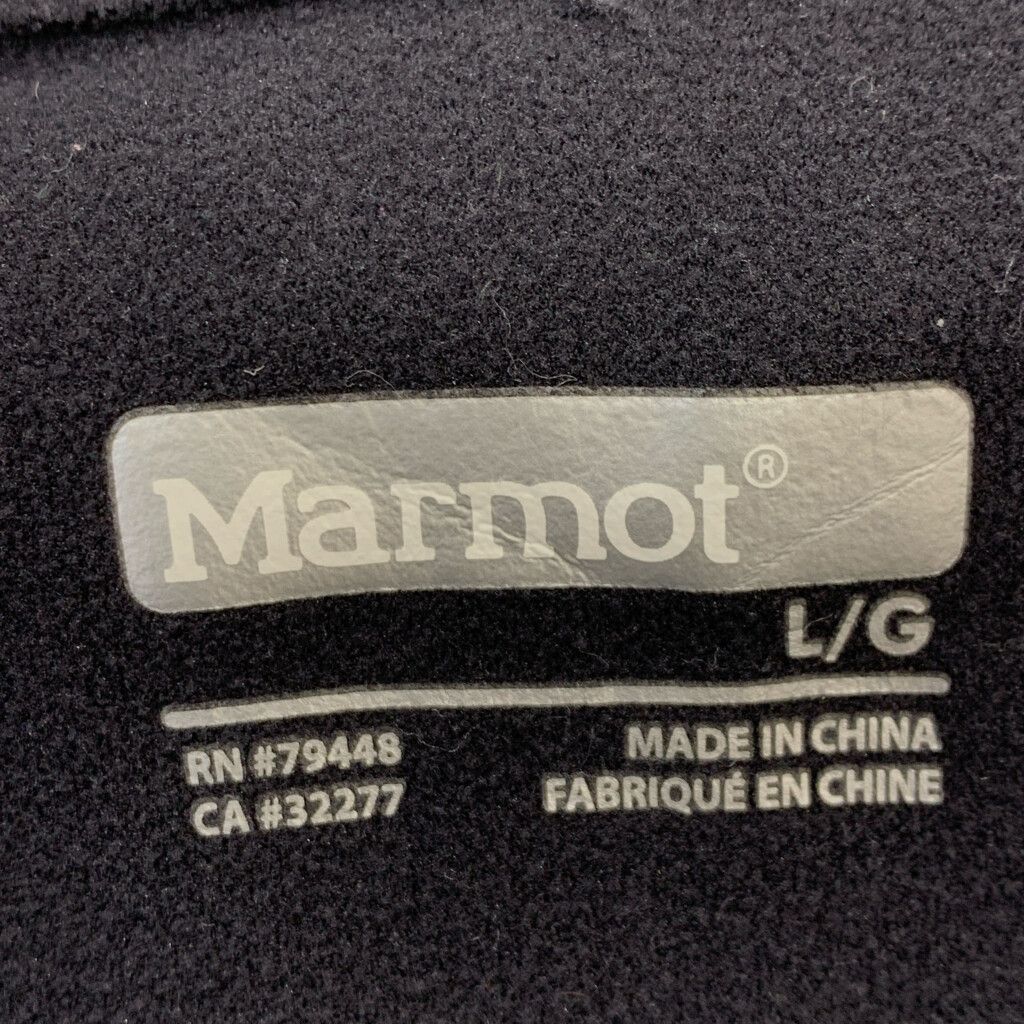 Marmot®
L/G
RN #79448
CA #32277
MADE IN CHINA
FABRIQUÉ EN CHINE